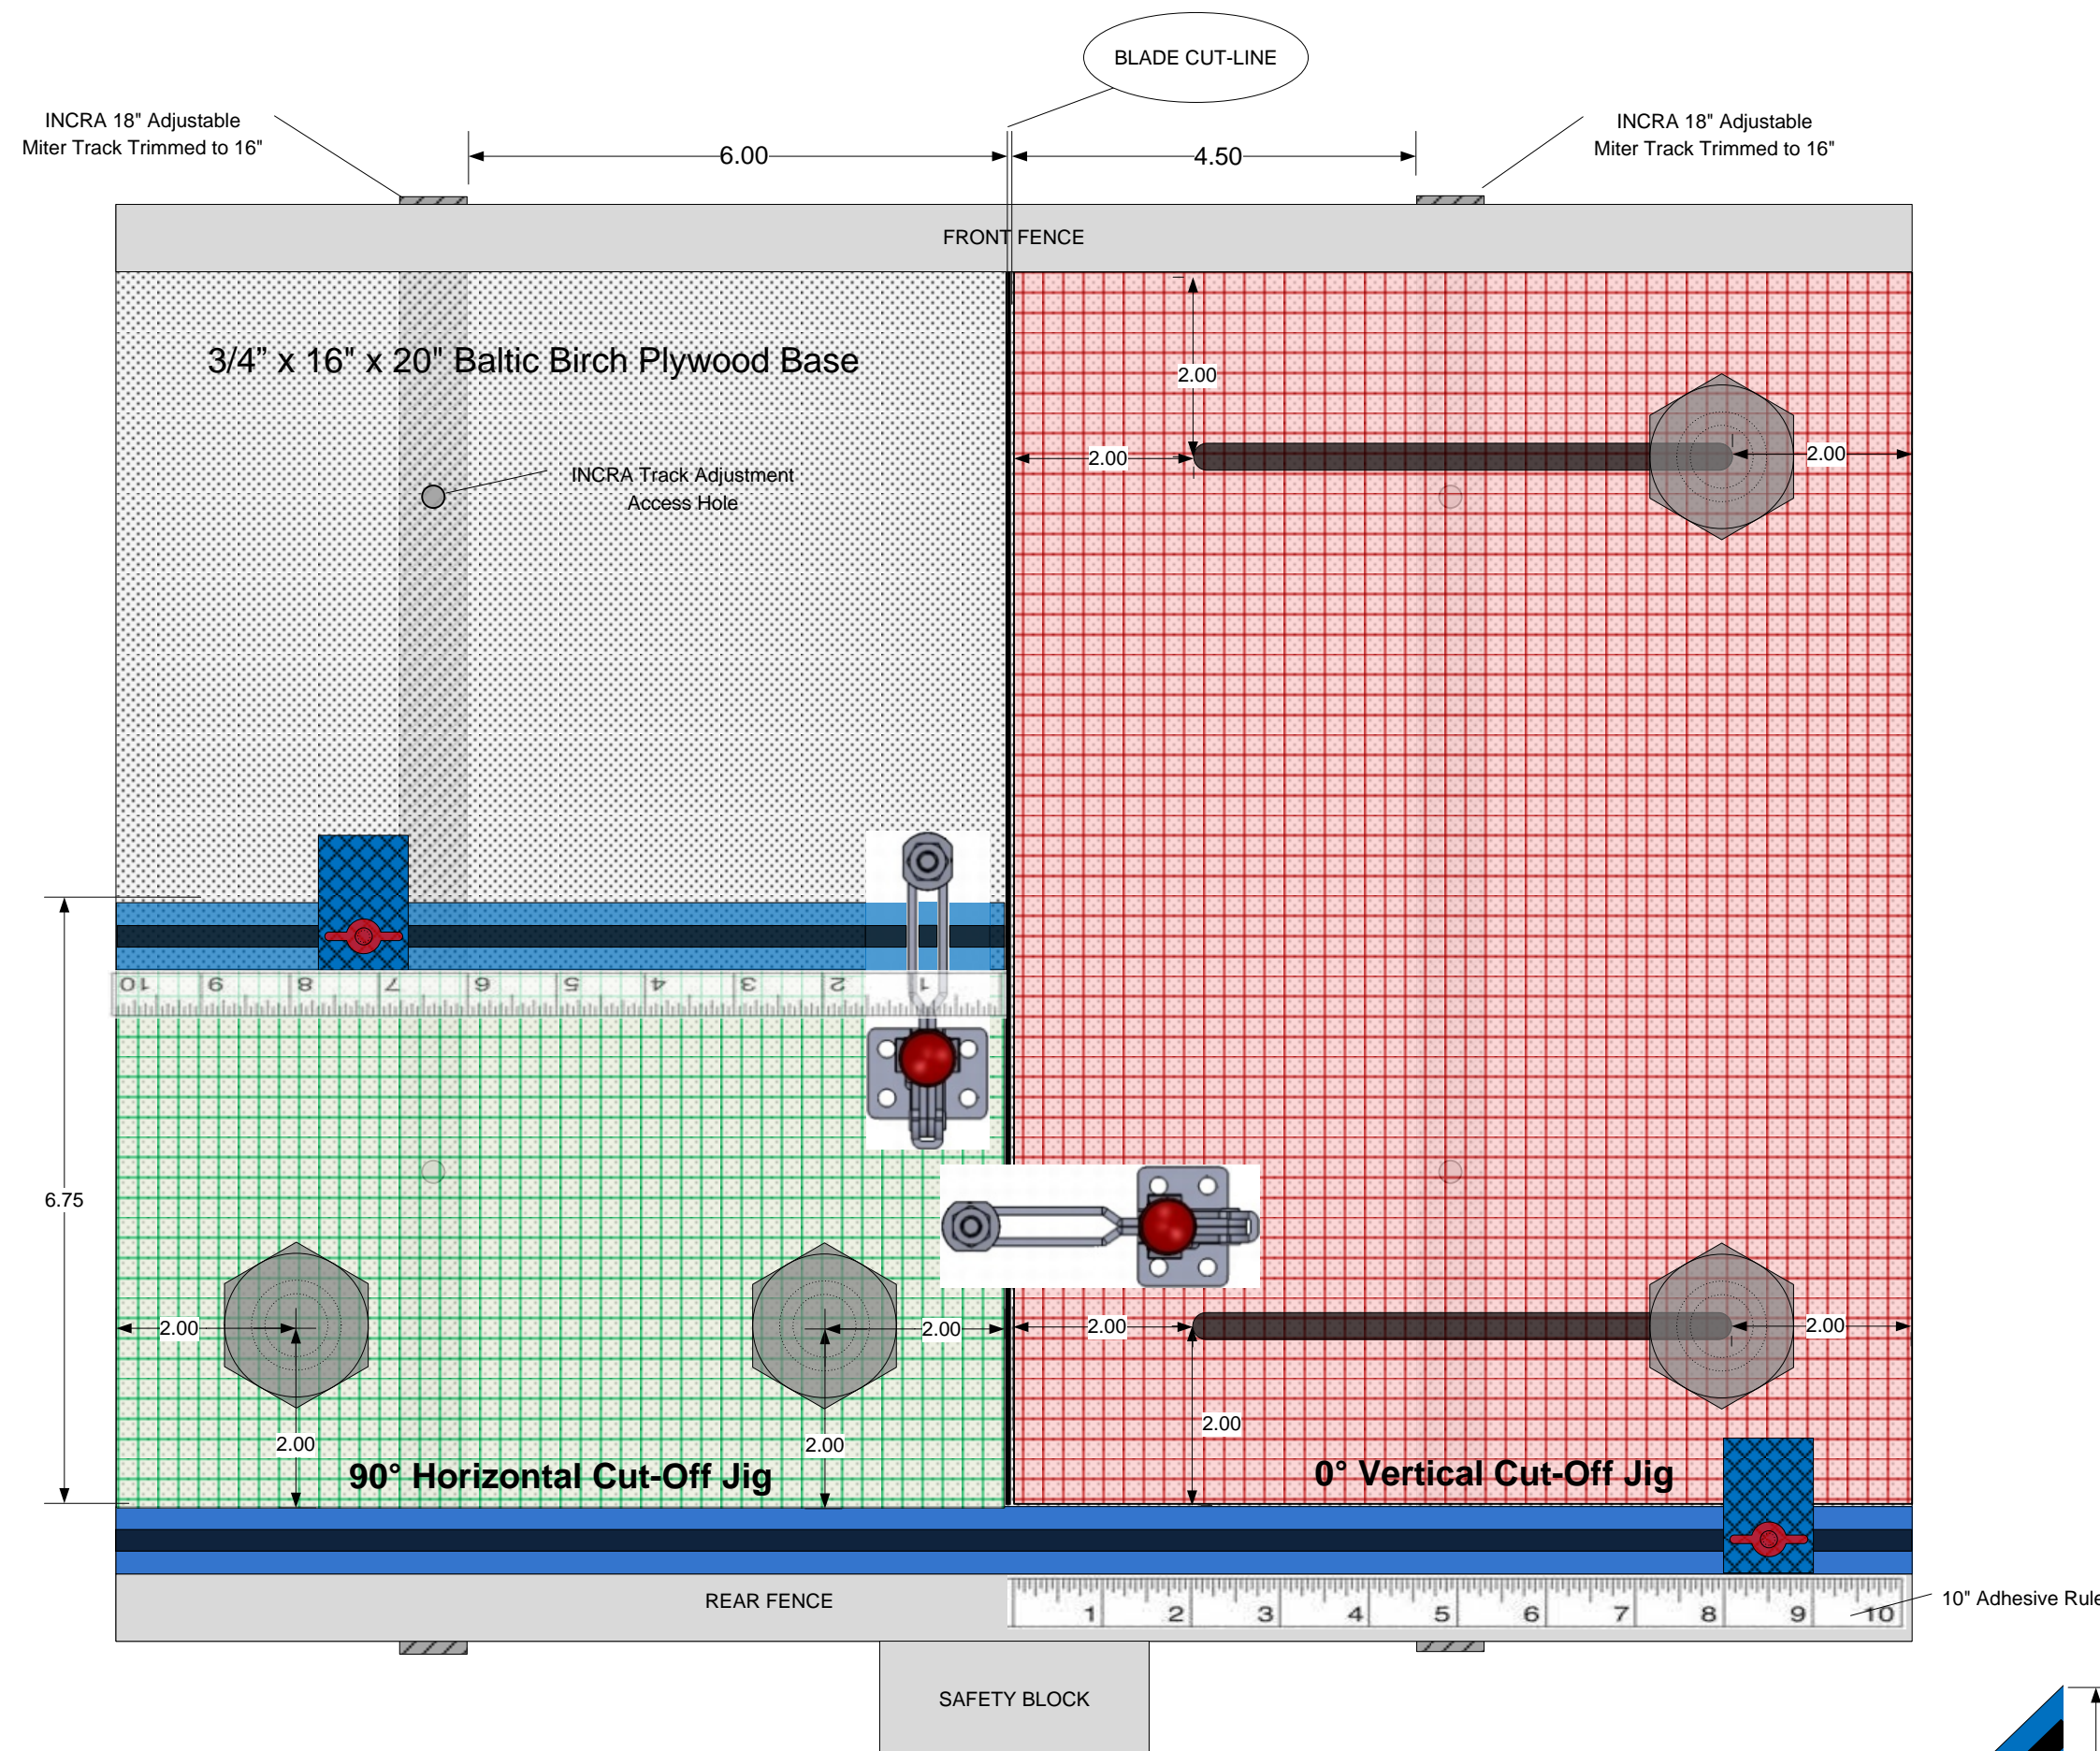 BLADE CUT-LINE
INCRA 18" Adjustable
Miter Track Trimmed to 16"
INCRA 18" Adjustable
Miter Track Trimmed to 16"
6.00
4.50
FRONT FENCE
3/4” x 16" x 20" Baltic Birch Plywood Base
2.00
2.00
2.00
INCRA Track Adjustment
Access Hole
10 9 8 7 6 5 4 3 2 1
6.75
2.00
2.00
2.00
2.00
2.00
2.00
2.00
90° Horizontal Cut-Off Jig
0° Vertical Cut-Off Jig
REAR FENCE
1 2 3 4 5 6 7 8 9 10
10" Adhesive Rule
SAFETY BLOCK